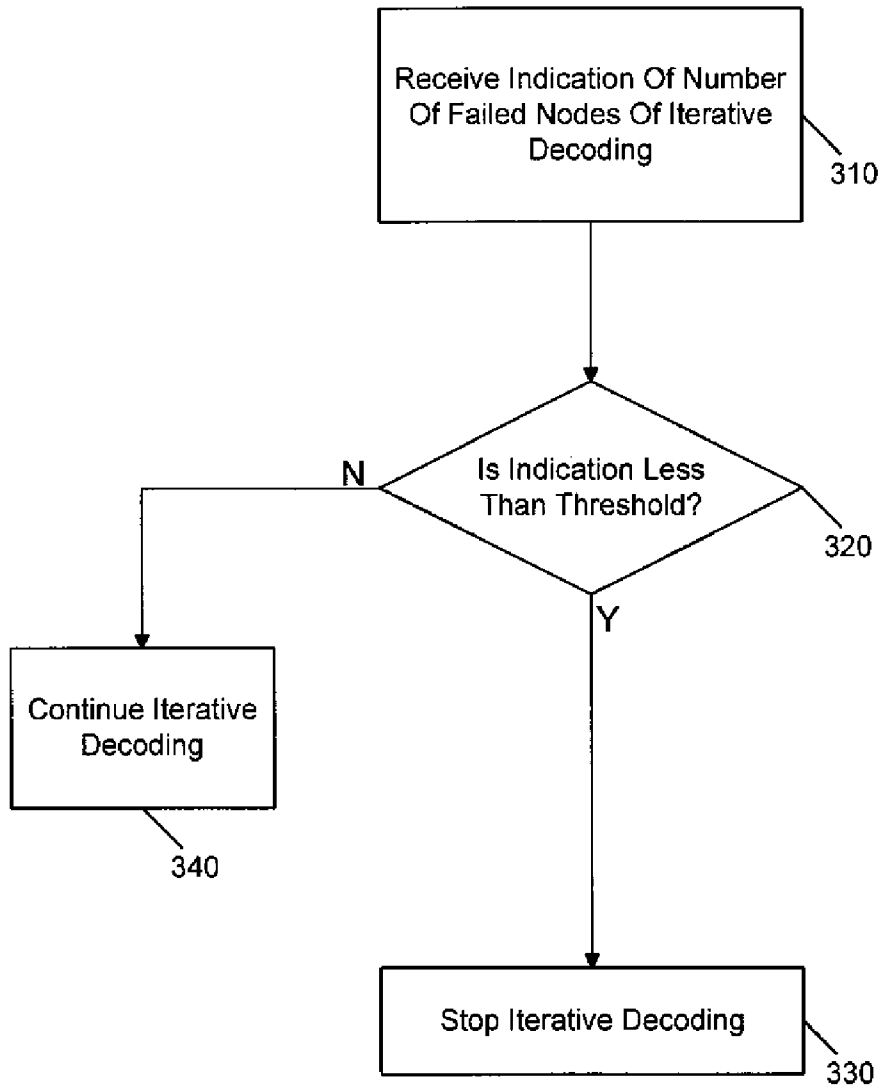 Receive Indication Of Number
Of Failed Nodes Of Iterative
Decoding
310
Is Indication Less
Than Threshold?
320
N
Y
Continue Iterative
Decoding
340
Stop Iterative Decoding
330